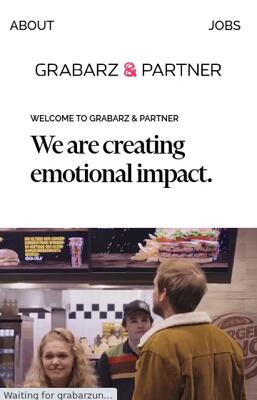 ABOUT
JOBS
GRABARZ & PARTNER
WELCOME TO GRABARZ & PARTNER
We are creating
emotional impact.
Waiting for grabarzun...